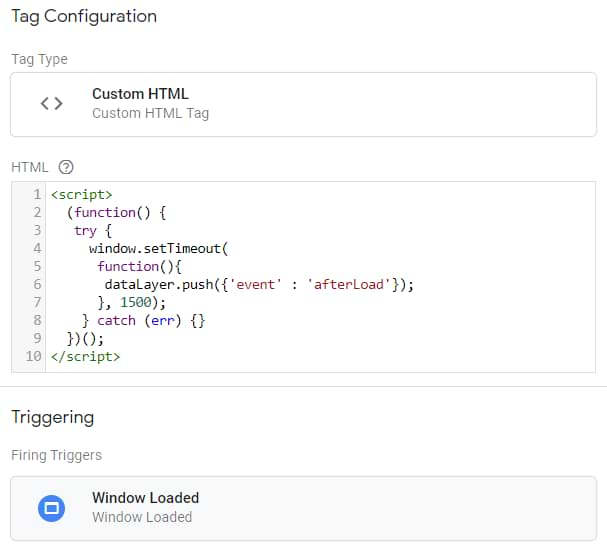 Tag Configuration
Tag Type
Custom HTML
Custom HTML Tag
HTML ?
1 <script>
2   (function() {
3    try {
4      window.setTimeout(
5       function(){
6        dataLayer.push({'event' : 'afterLoad'});
7       }, 1500);
8     } catch (err) {}
9   })();
10 </script>
Triggering
Firing Triggers
Window Loaded
Window Loaded